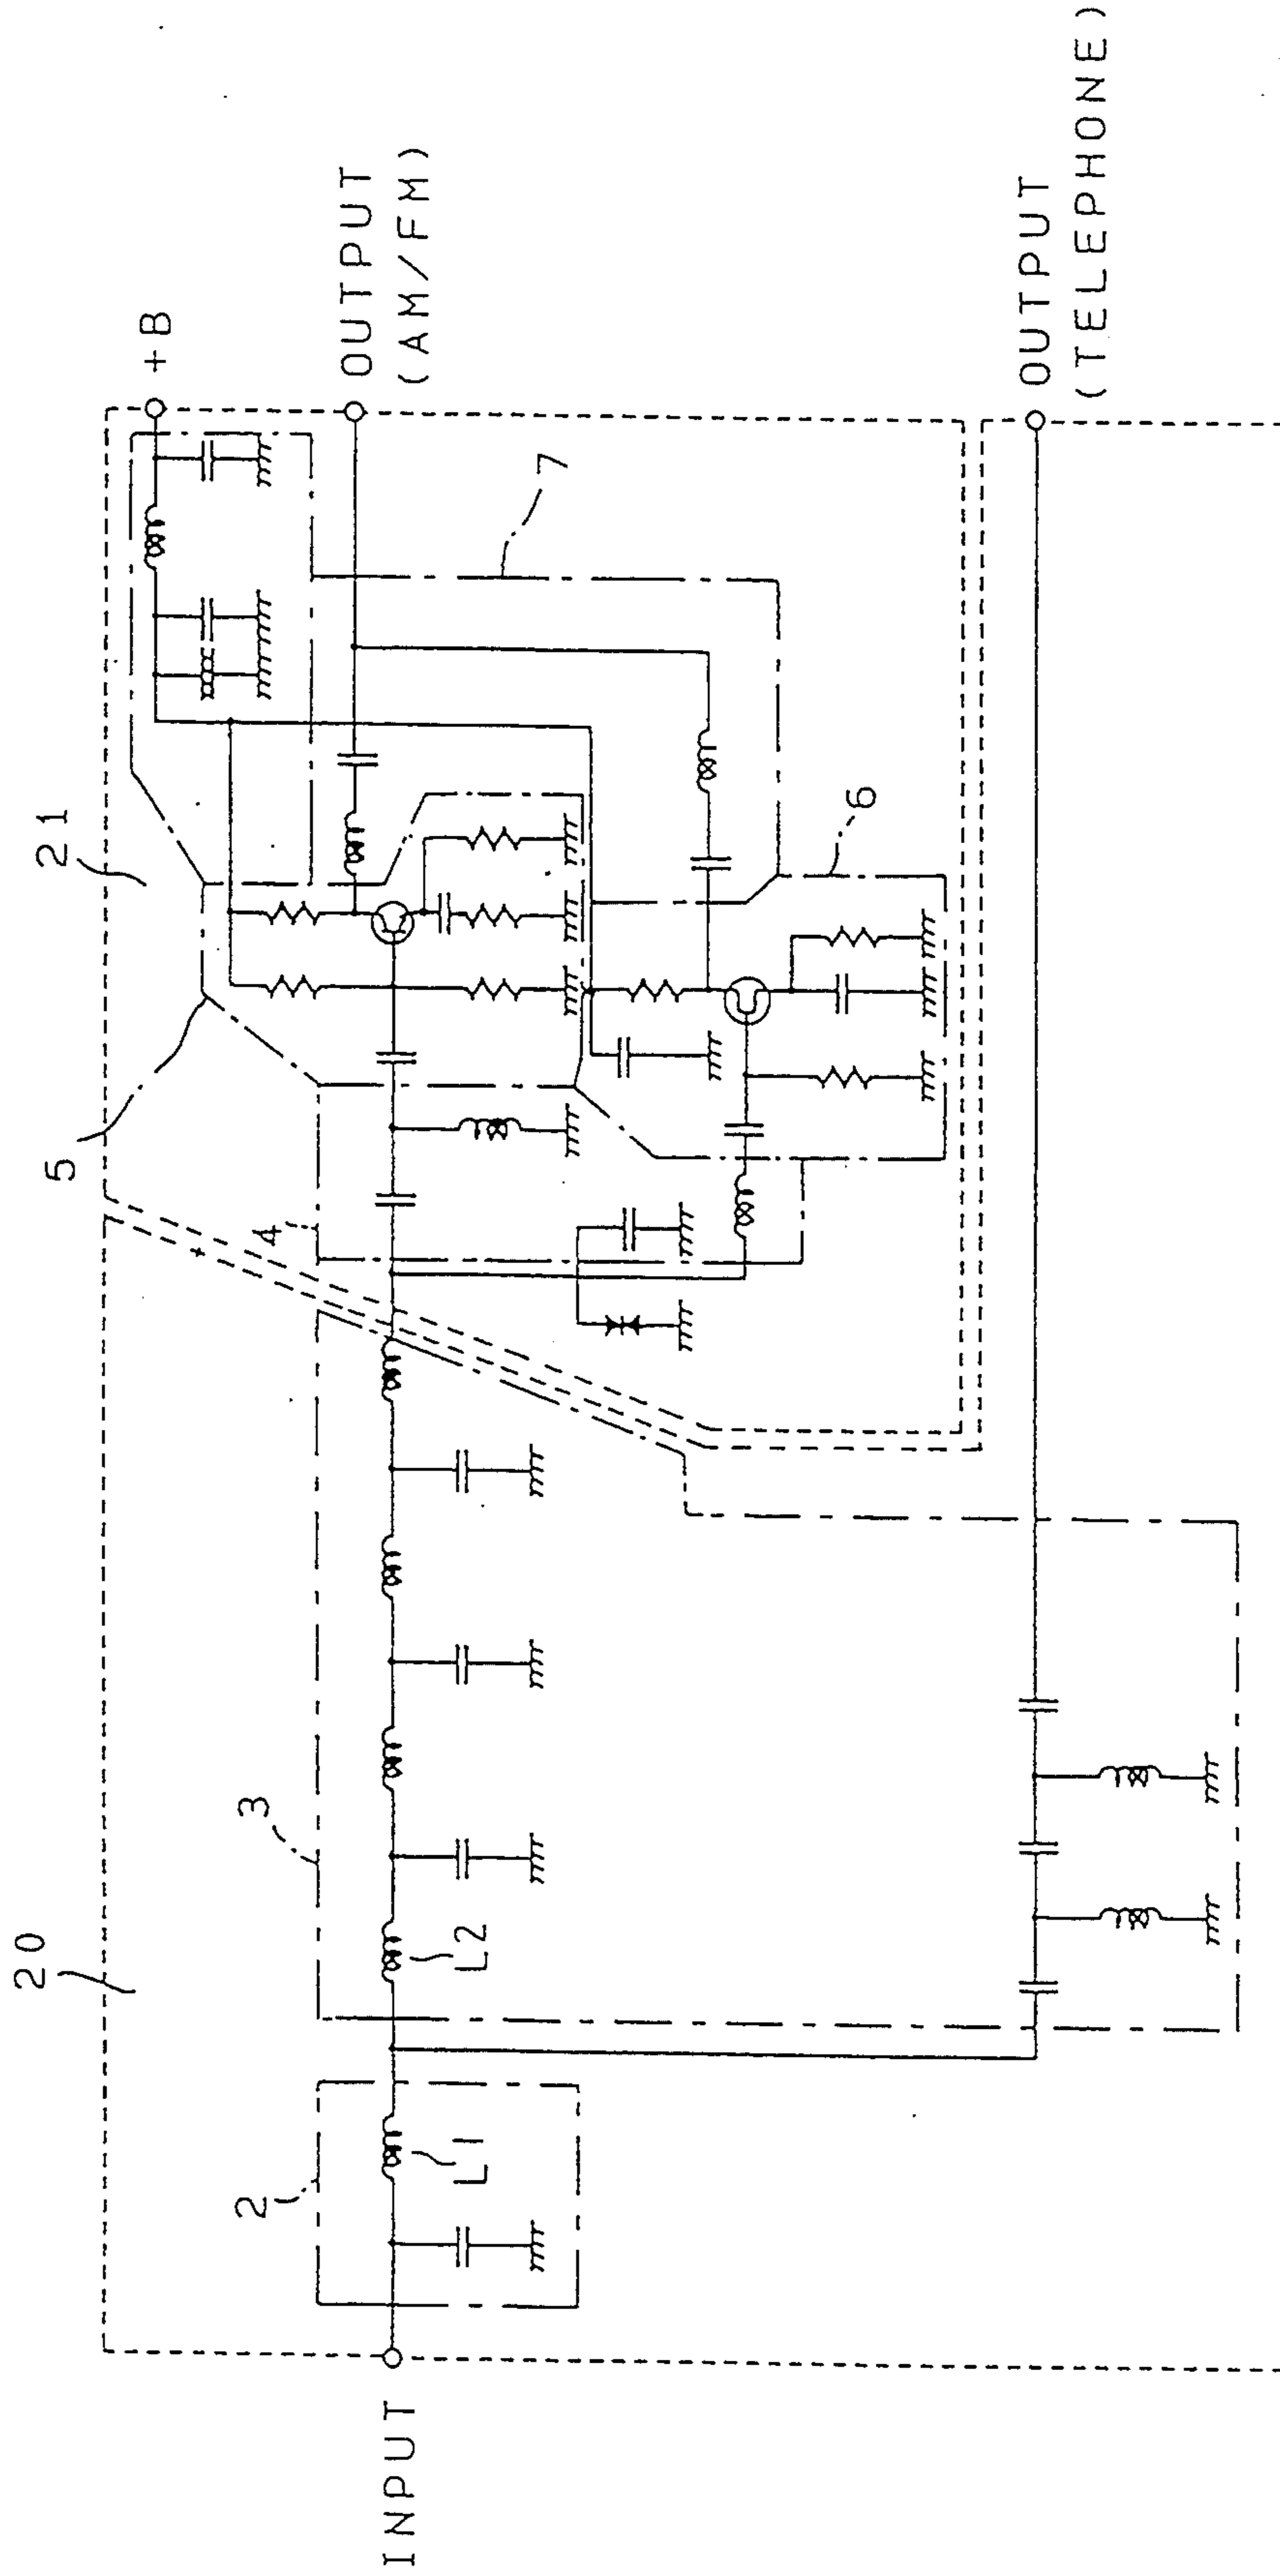 20
21
+B
OUTPUT
(AM/FM)
5
4
3
7
2
INPUT
L1
L2
6
OUTPUT
(TELEPHONE)